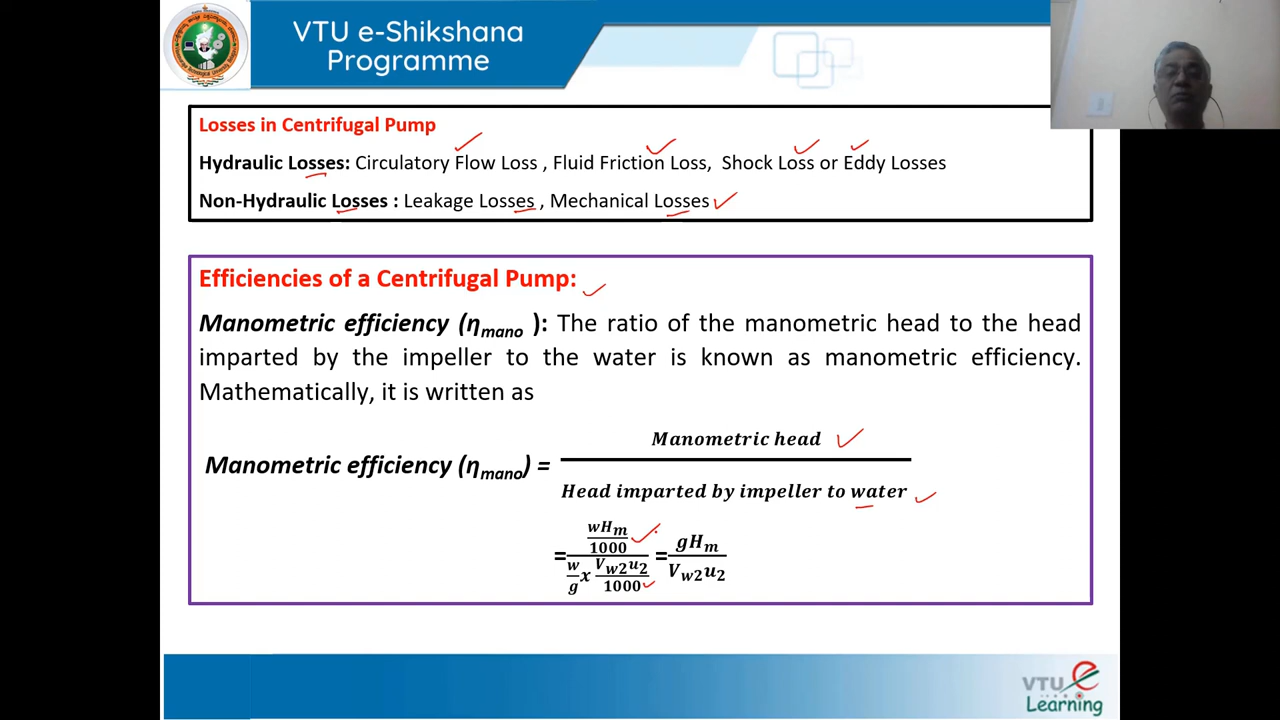 VTU e-Shikshana
Programme
Losses in Centrifugal Pump
Hydraulic Losses: Circulatory Flow Loss , Fluid Friction Loss, Shock Loss or Eddy Losses
Non-Hydraulic Losses : Leakage Losses , Mechanical Losses
Efficiencies of a Centrifugal Pump:
Manometric efficiency (ηmano ): The ratio of the manometric head to the head
imparted by the impeller to the water is known as manometric efficiency.
Mathematically, it is written as
Manometric efficiency (ηmano) = Manometric head / Head imparted by impeller to water
= (wHm/1000) / (w/g x Vw2u2/1000) = gHm / Vw2u2
VTU e
Learning